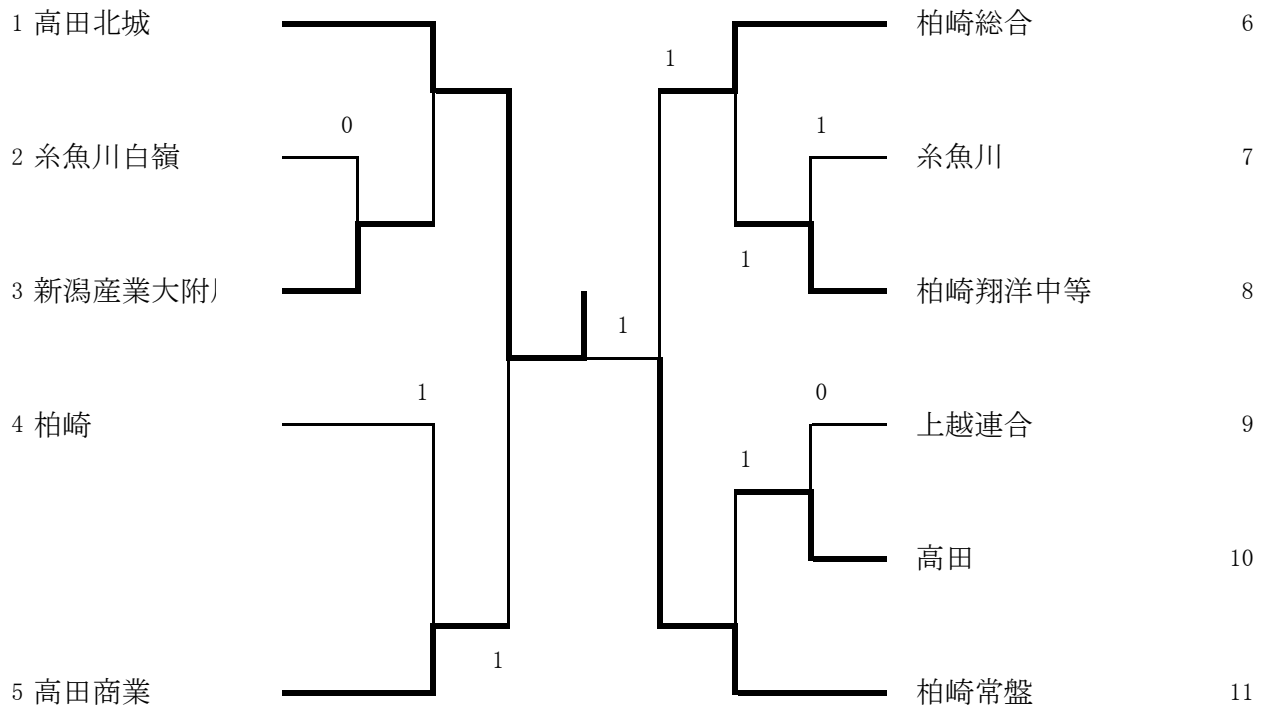 1 高田北城
柏崎総合 6
1
0
1
2 糸魚川白嶺
糸魚川 7
1
3 新潟産業大附
柏崎翔洋中等 8
1
1
0
4 柏崎
上越連合 9
1
高田 10
1
5 高田商業
柏崎常盤 11